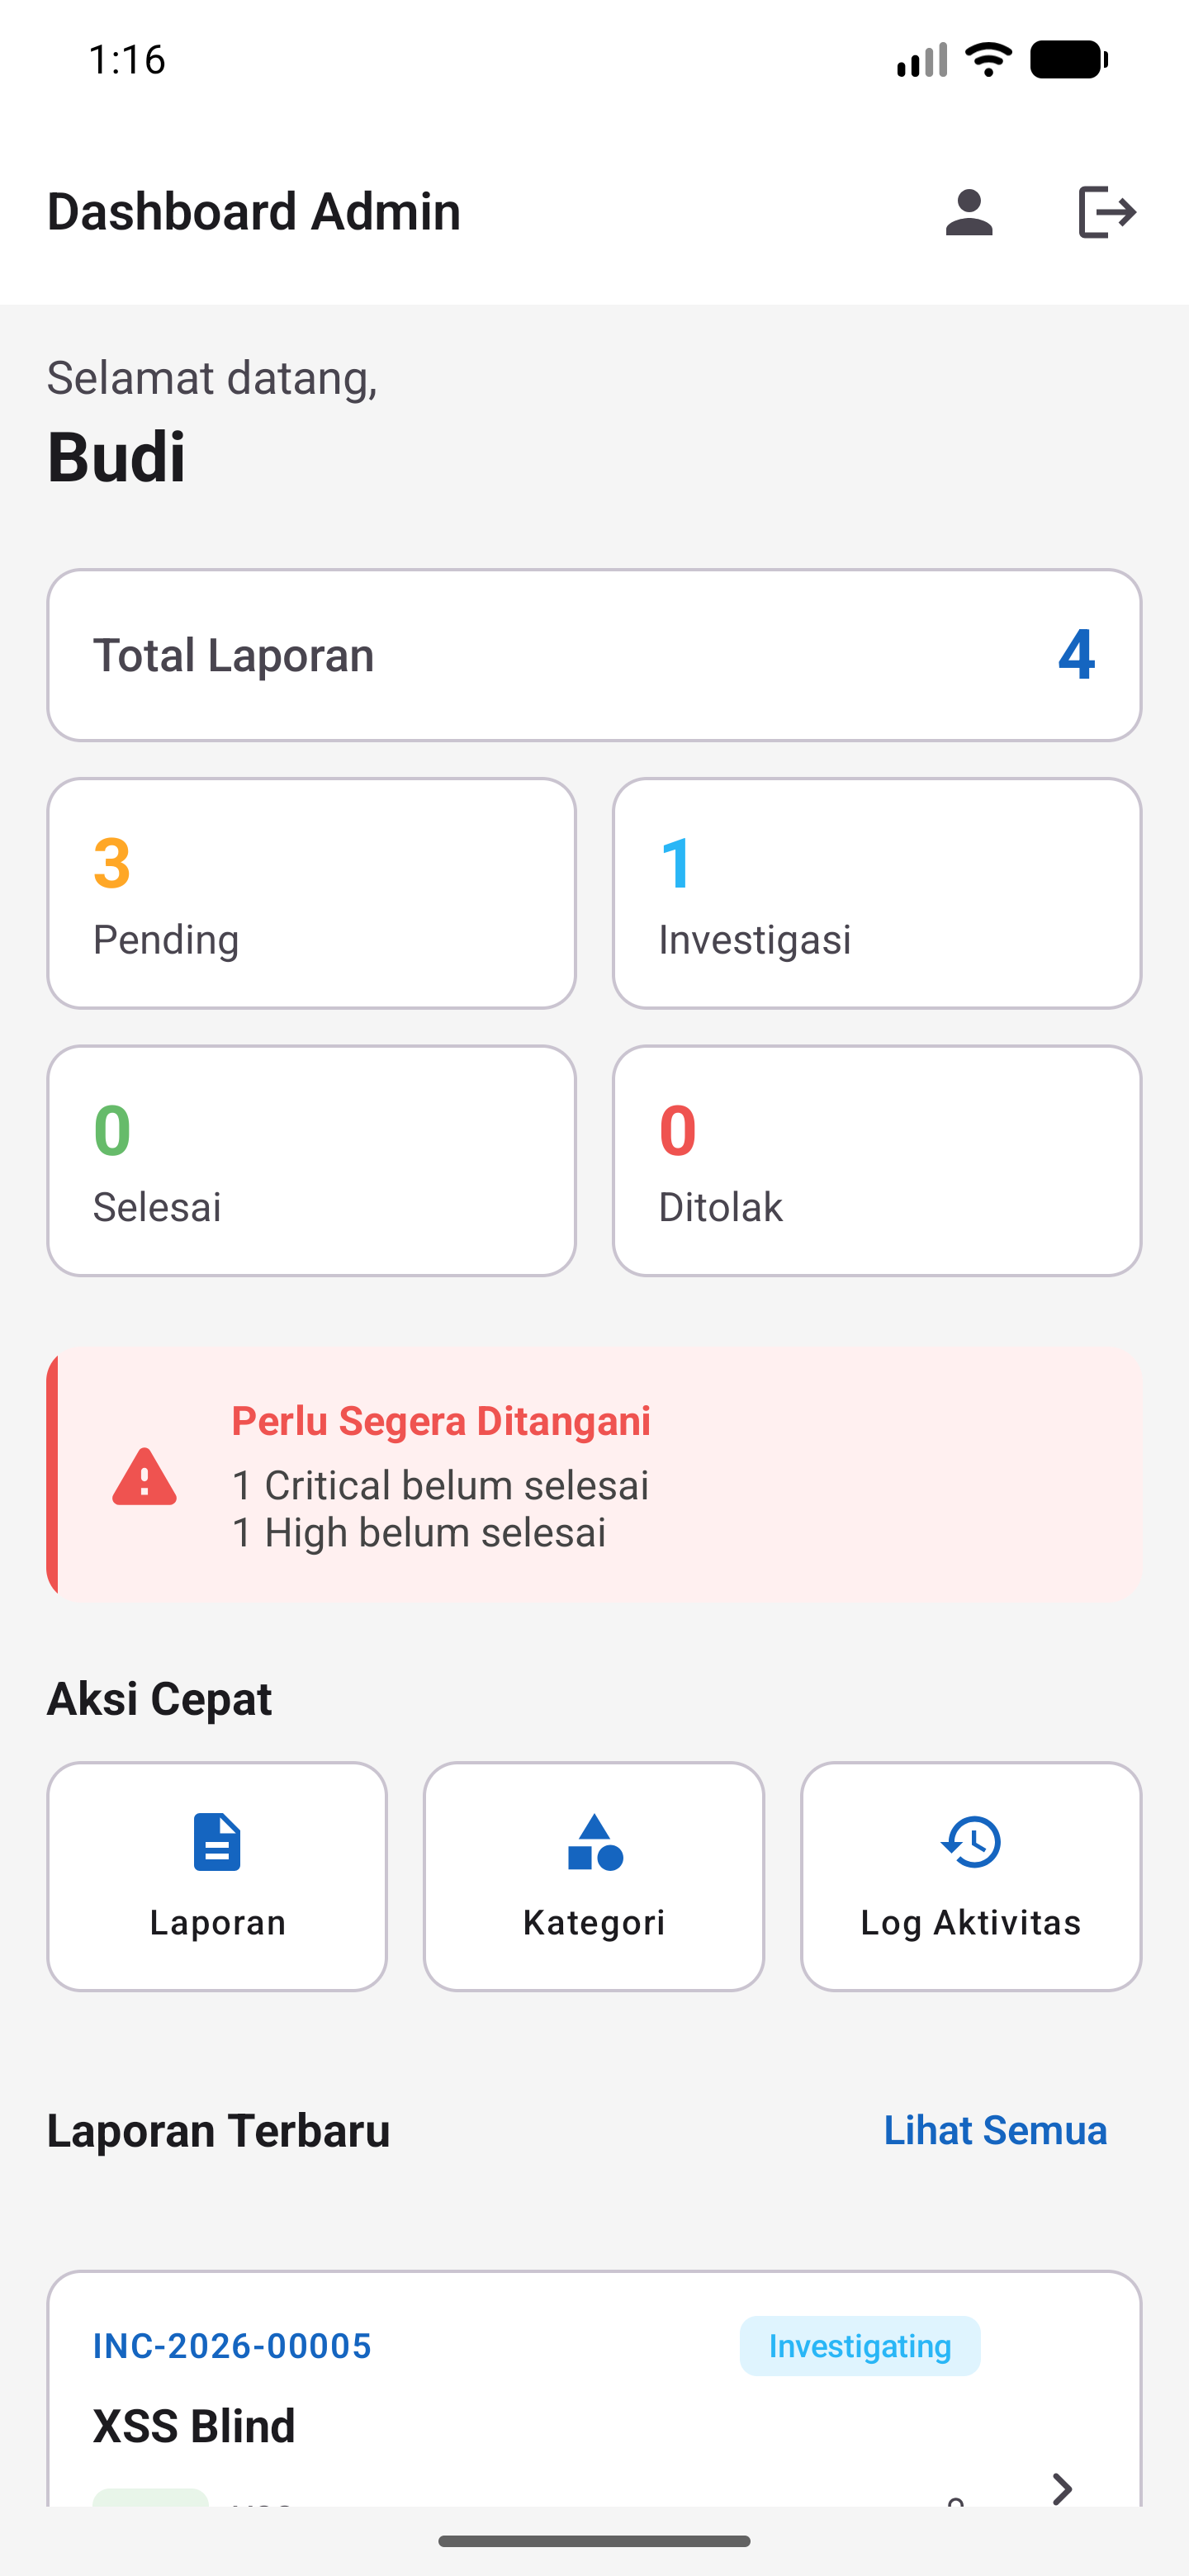 1:16
Dashboard Admin
Selamat datang,
Budi
Total Laporan
4
3
Pending
1
Investigasi
0
Selesai
0
Ditolak
Perlu Segera Ditangani
1 Critical belum selesai
1 High belum selesai
Aksi Cepat
Laporan
Kategori
Log Aktivitas
Laporan Terbaru
Lihat Semua
INC-2026-00005
Investigating
XSS Blind